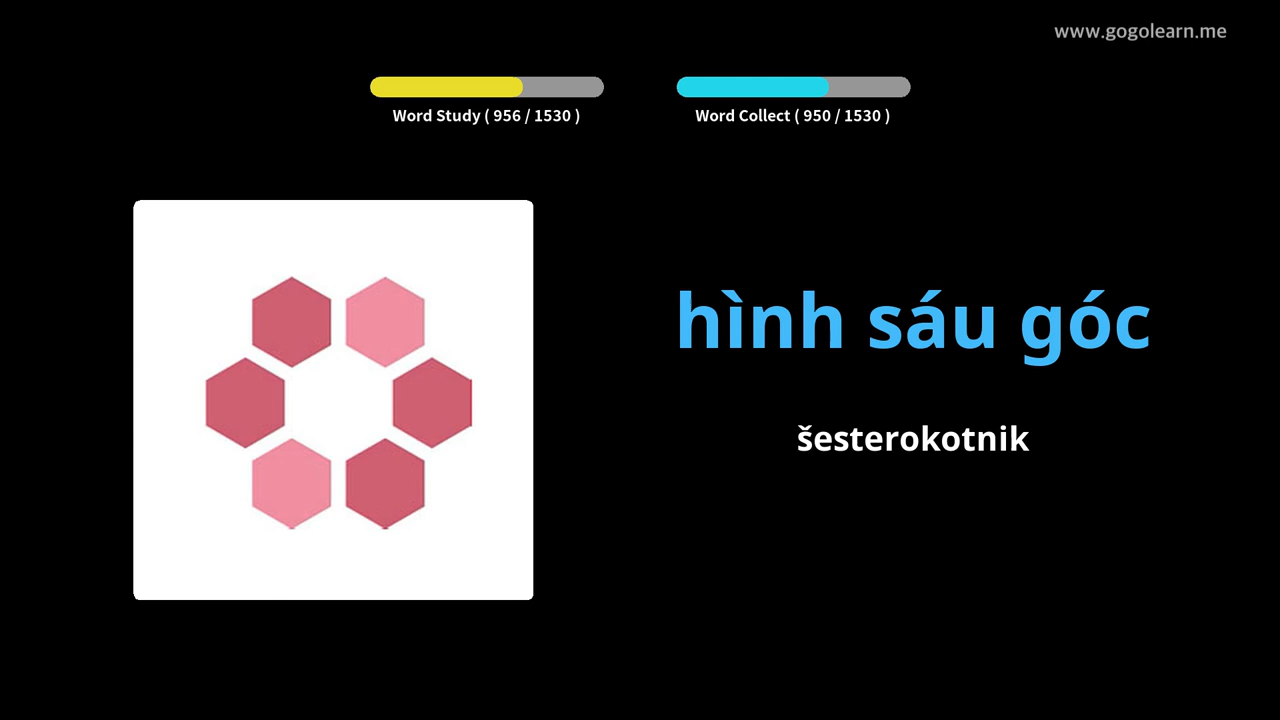 www.gogolearn.me
Word Study ( 956 / 1530 )
Word Collect ( 950 / 1530 )
hình sáu góc
šesterokotnik